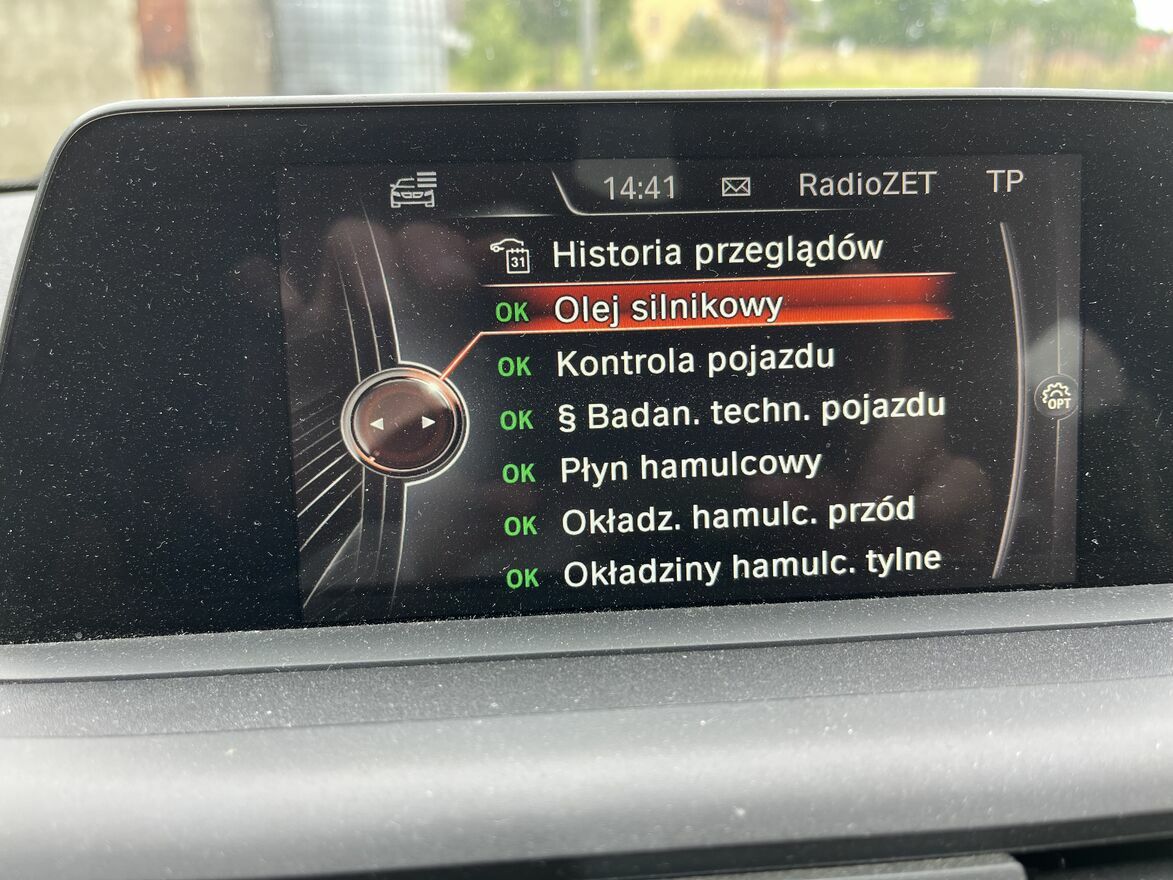 14:41 RadioZET TP
31 Historia przeglądów
OK Olej silnikowy
OK Kontrola pojazdu
OK § Badan. techn. pojazdu
OPT
OK Płyn hamulcowy
OK Okładz. hamulc. przód
OK Okładziny hamulc. tylne